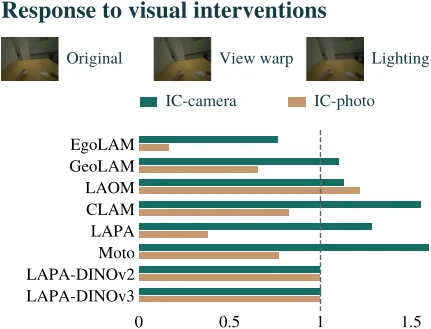 Response to visual interventions
Original View warp Lighting
IC-camera IC-photo
EgoLAM
GeoLAM
LAOM
CLAM
LAPA
Moto
LAPA-DINOv2
LAPA-DINOv3
0 0.5 1 1.5